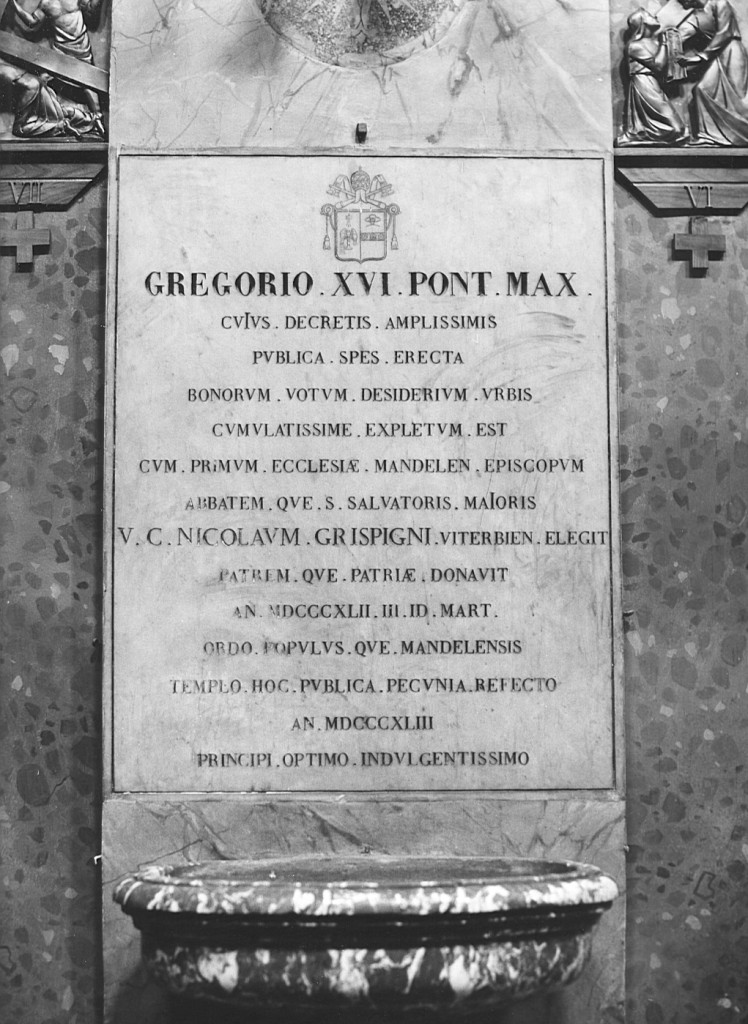 VII
VI
GREGORIO . XVI . PONT . MAX .
CVIVS . DECRETIS . AMPLISSIMIS
PVBLICA . SPES . ERECTA
BONORVM . VOTVM . DESIDERIVM . VRBIS
CVMVLATISSIME . EXPLETVM . EST
CVM . PRIMVM . ECCLESIÆ . MANDELEN . EPISCOPVM
ABBATEM . QVE . S . SALVATORIS . MAIORIS
V . C . NICOLAVM . GRISPIGNI . VITERBIEN . ELEGIT
PATREM . QVE . PATRIÆ . DONAVIT
AN . MDCCCXLII . III . ID . MART .
ORDO . POPVLVS . QVE . MANDELENSIS
TEMPLO . HOC . PVBLICA . PECVNIA . REFECTO
AN . MDCCCXLIII
PRINCIPI . OPTIMO . INDVLGENTISSIMO